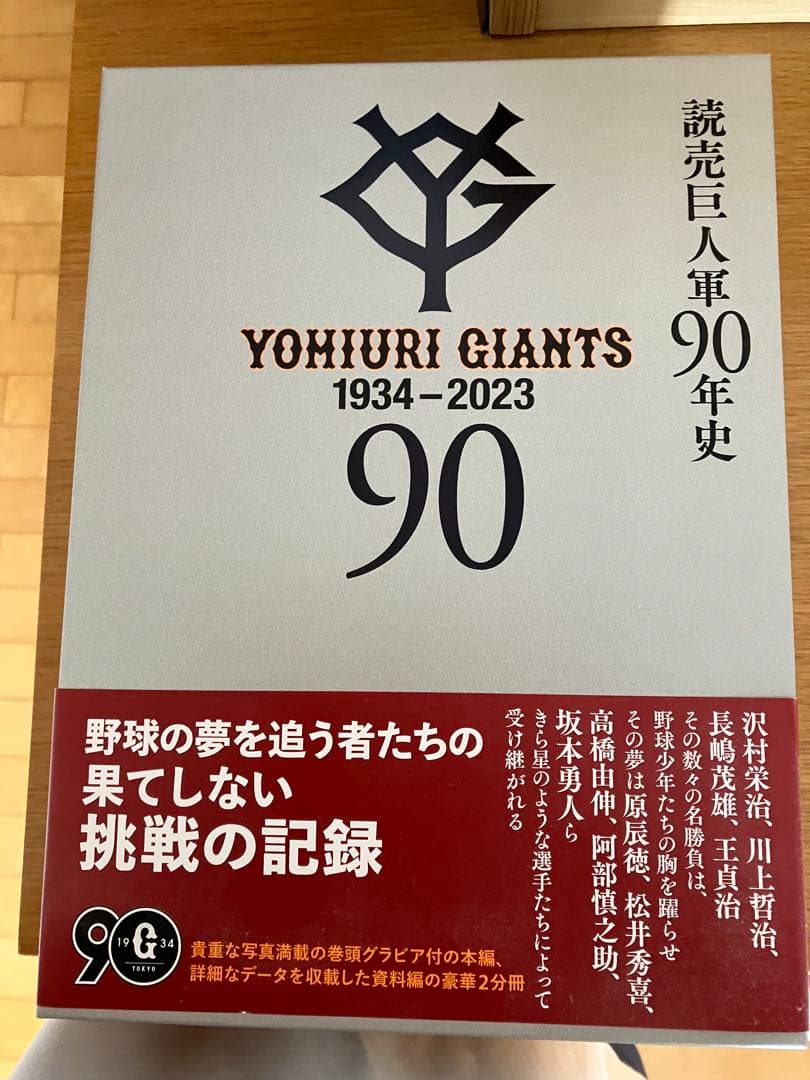 読売巨人軍90年史
YG
YOMIURI GIANTS
1934–2023
90
沢村栄治、川上哲治、
長嶋茂雄、王貞治
その数々の名勝負は、
野球少年たちの胸を躍らせ
その夢は原辰徳、松井秀喜、
高橋由伸、阿部慎之助、
坂本勇人ら
きら星のような選手たちによって
受け継がれる
野球の夢を追う者たちの
果てしない
挑戦の記録
90
19 G 34
TOKYO
貴重な写真満載の巻頭グラビア付の本編、
詳細なデータを収載した資料編の豪華2分冊